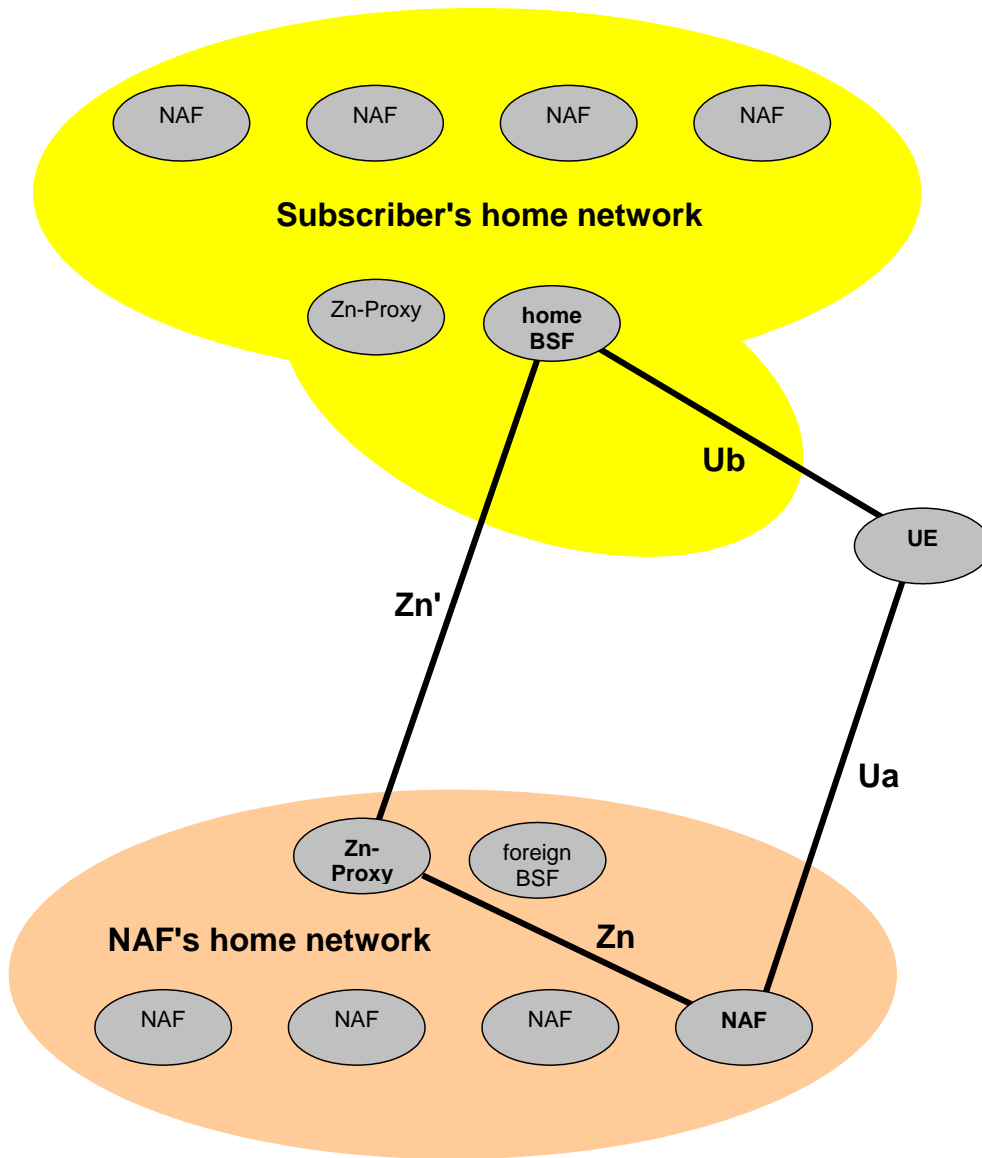 NAF
NAF
NAF
NAF
Subscriber's home network
Zn-Proxy
home
BSF
Ub
UE
Zn'
Ua
Zn-
Proxy
foreign
BSF
NAF's home network
Zn
NAF
NAF
NAF
NAF